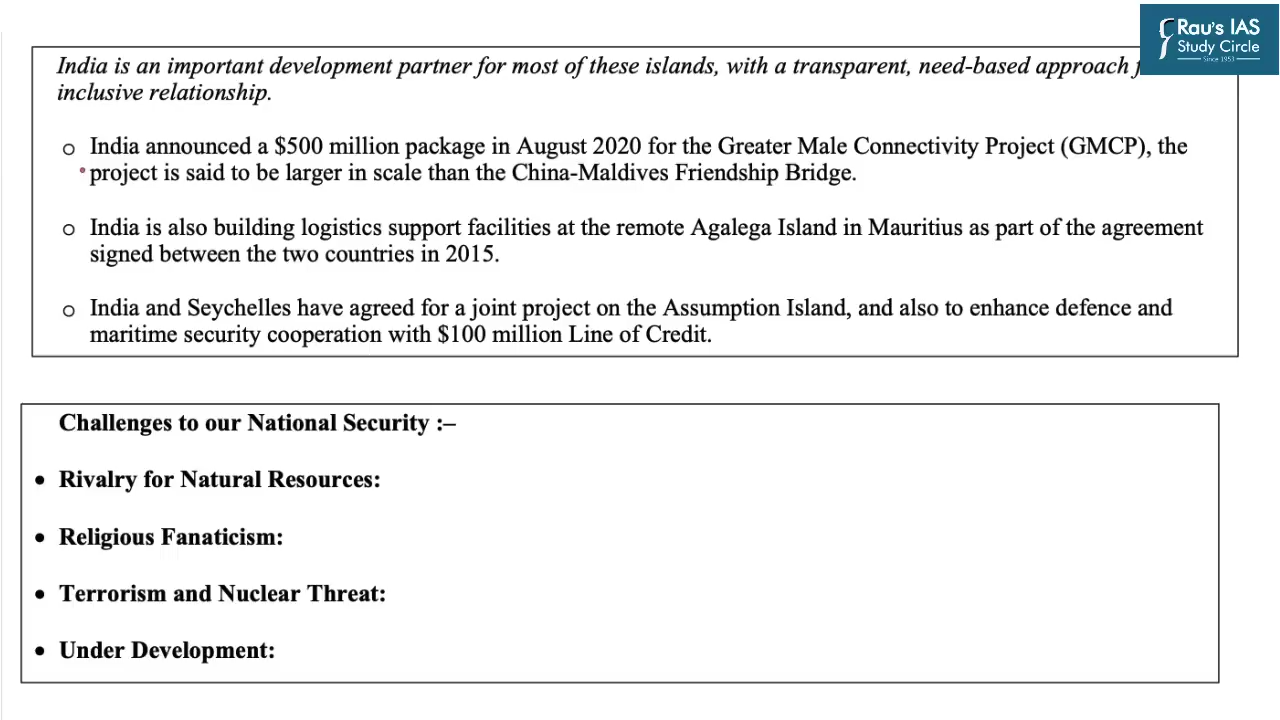 Rau's IAS
Study Circle
Since 1953
India is an important development partner for most of these islands, with a transparent, need-based approach
inclusive relationship.
o India announced a $500 million package in August 2020 for the Greater Male Connectivity Project (GMCP), the
project is said to be larger in scale than the China-Maldives Friendship Bridge.
o India is also building logistics support facilities at the remote Agalega Island in Mauritius as part of the agreement
signed between the two countries in 2015.
o India and Seychelles have agreed for a joint project on the Assumption Island, and also to enhance defence and
maritime security cooperation with $100 million Line of Credit.
Challenges to our National Security :–
• Rivalry for Natural Resources:
• Religious Fanaticism:
• Terrorism and Nuclear Threat:
• Under Development: